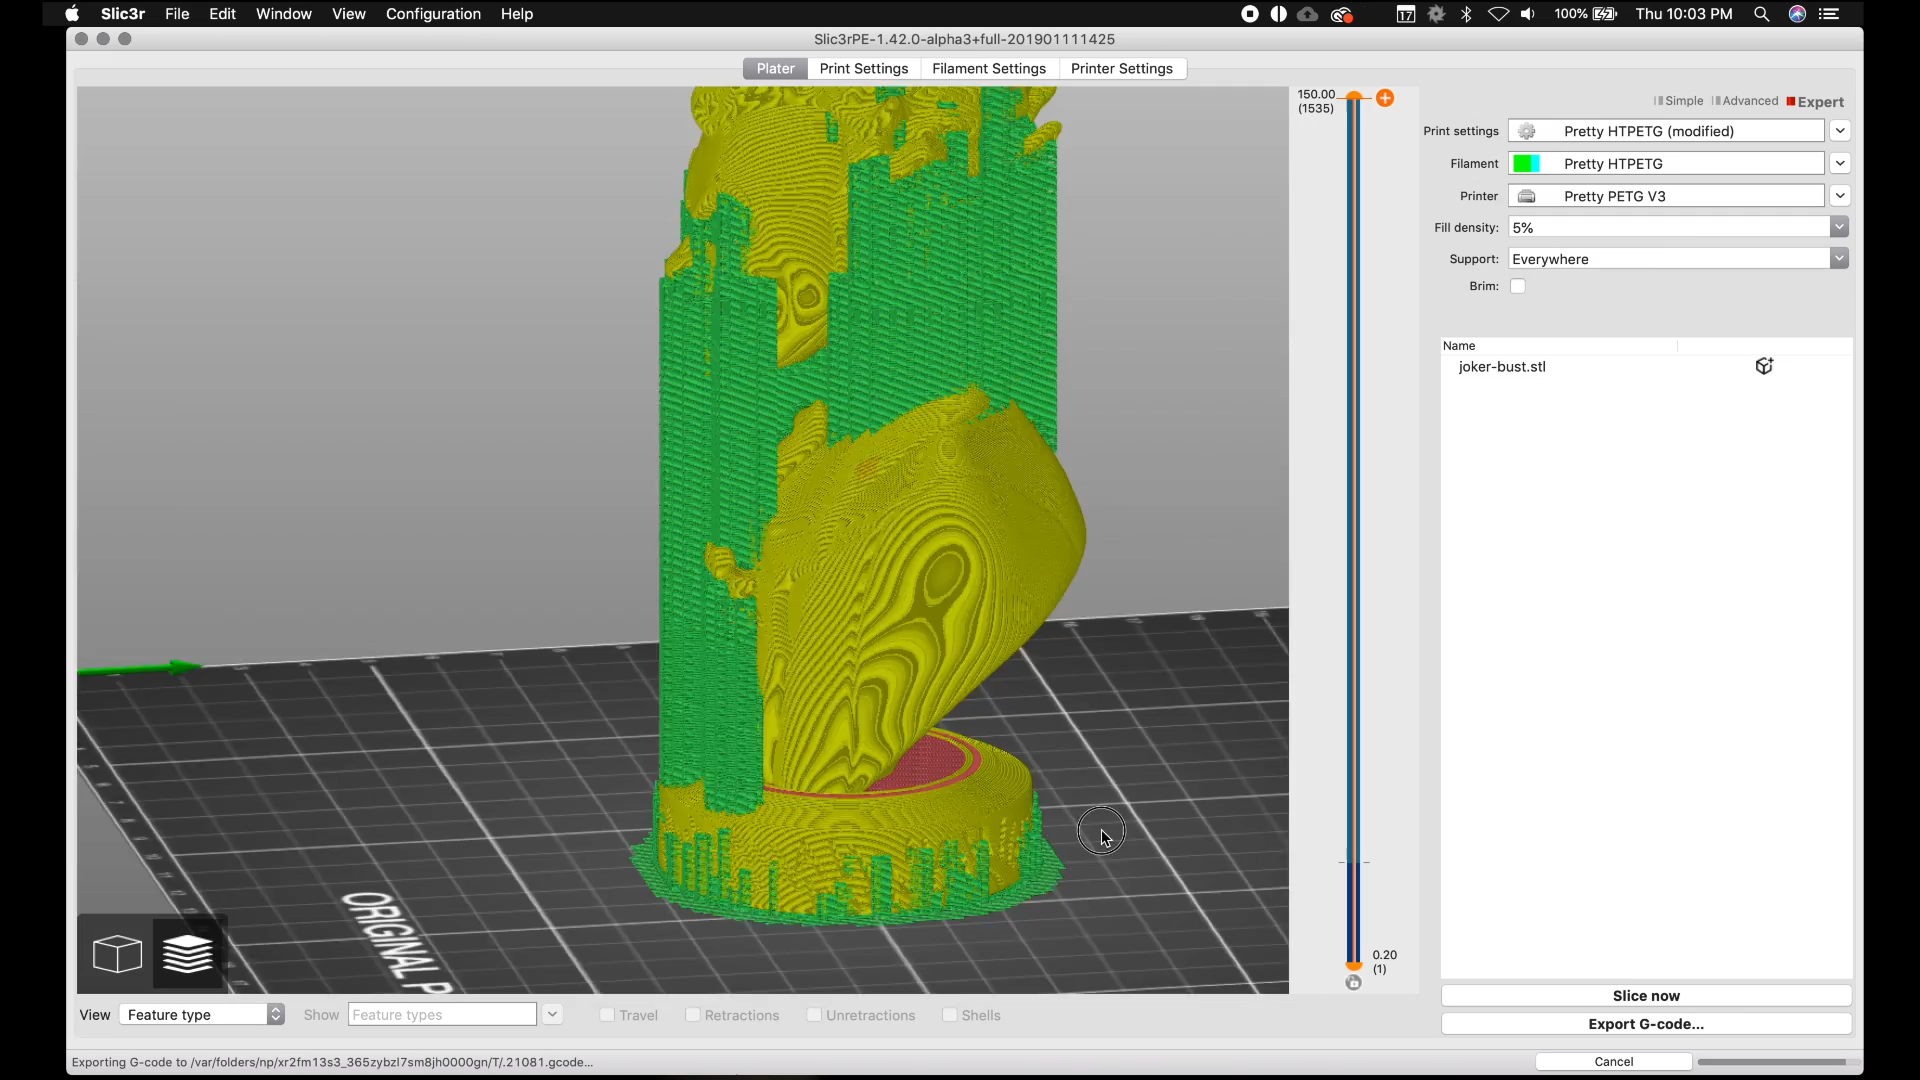 Slic3r File Edit Window View Configuration Help
17 100% Thu 10:03 PM
Slic3rPE-1.42.0-alpha3+full-201901111425
Plater Print Settings Filament Settings Printer Settings
150.00
(1535)
Simple Advanced Expert
Print settings Pretty HTPETG (modified)
Filament Pretty HTPETG
Printer Pretty PETG V3
Fill density: 5%
Support: Everywhere
Brim:
Name
joker-bust.stl
ORIGINAL P
0.20
(1)
Slice now
View Feature type Show Feature types Travel Retractions Unretractions Shells
Export G-code...
Exporting G-code to /var/folders/np/xr2fm13s3_365zybzl7sm8jh0000gn/T/.21081.gcode...
Cancel